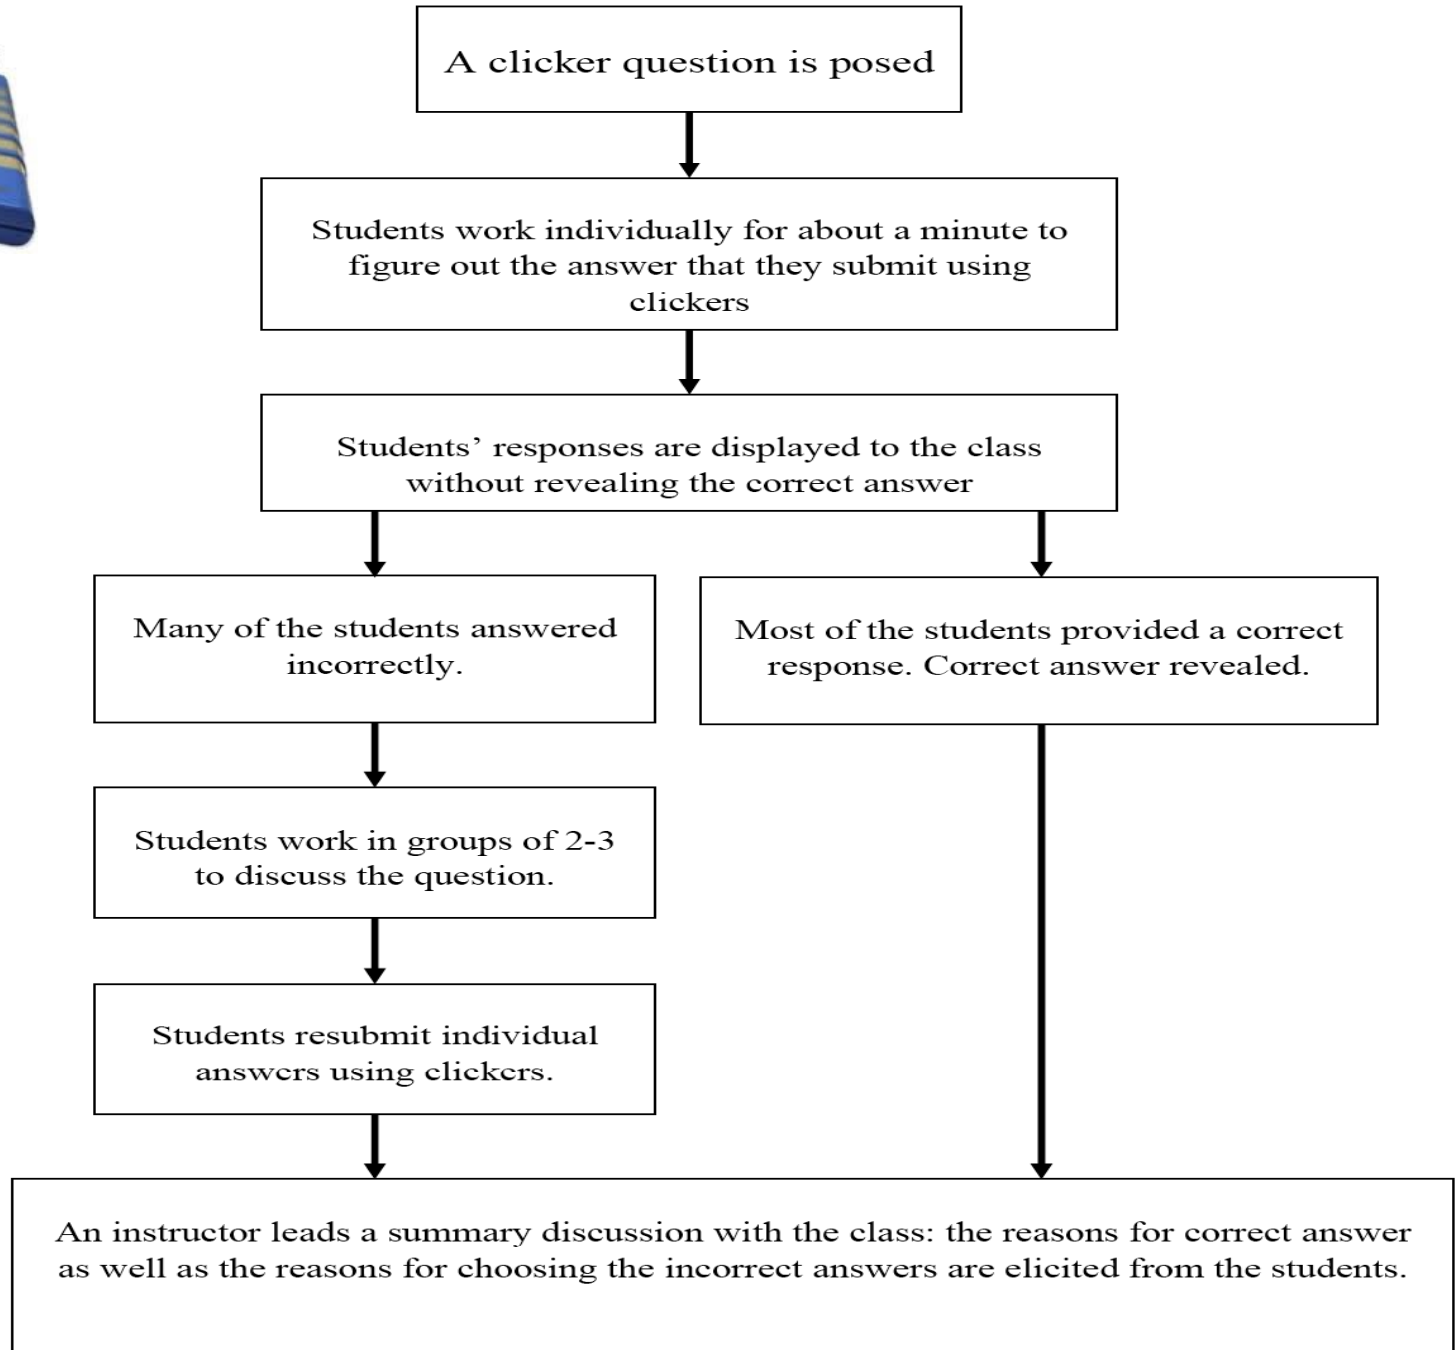 A clicker question is posed
Students work individually for about a minute to
figure out the answer that they submit using
clickers
Students’ responses are displayed to the class
without revealing the correct answer
Many of the students answered
incorrectly.
Most of the students provided a correct
response. Correct answer revealed.
Students work in groups of 2-3
to discuss the question.
Students resubmit individual
answers using clickers.
An instructor leads a summary discussion with the class: the reasons for correct answer
as well as the reasons for choosing the incorrect answers are elicited from the students.